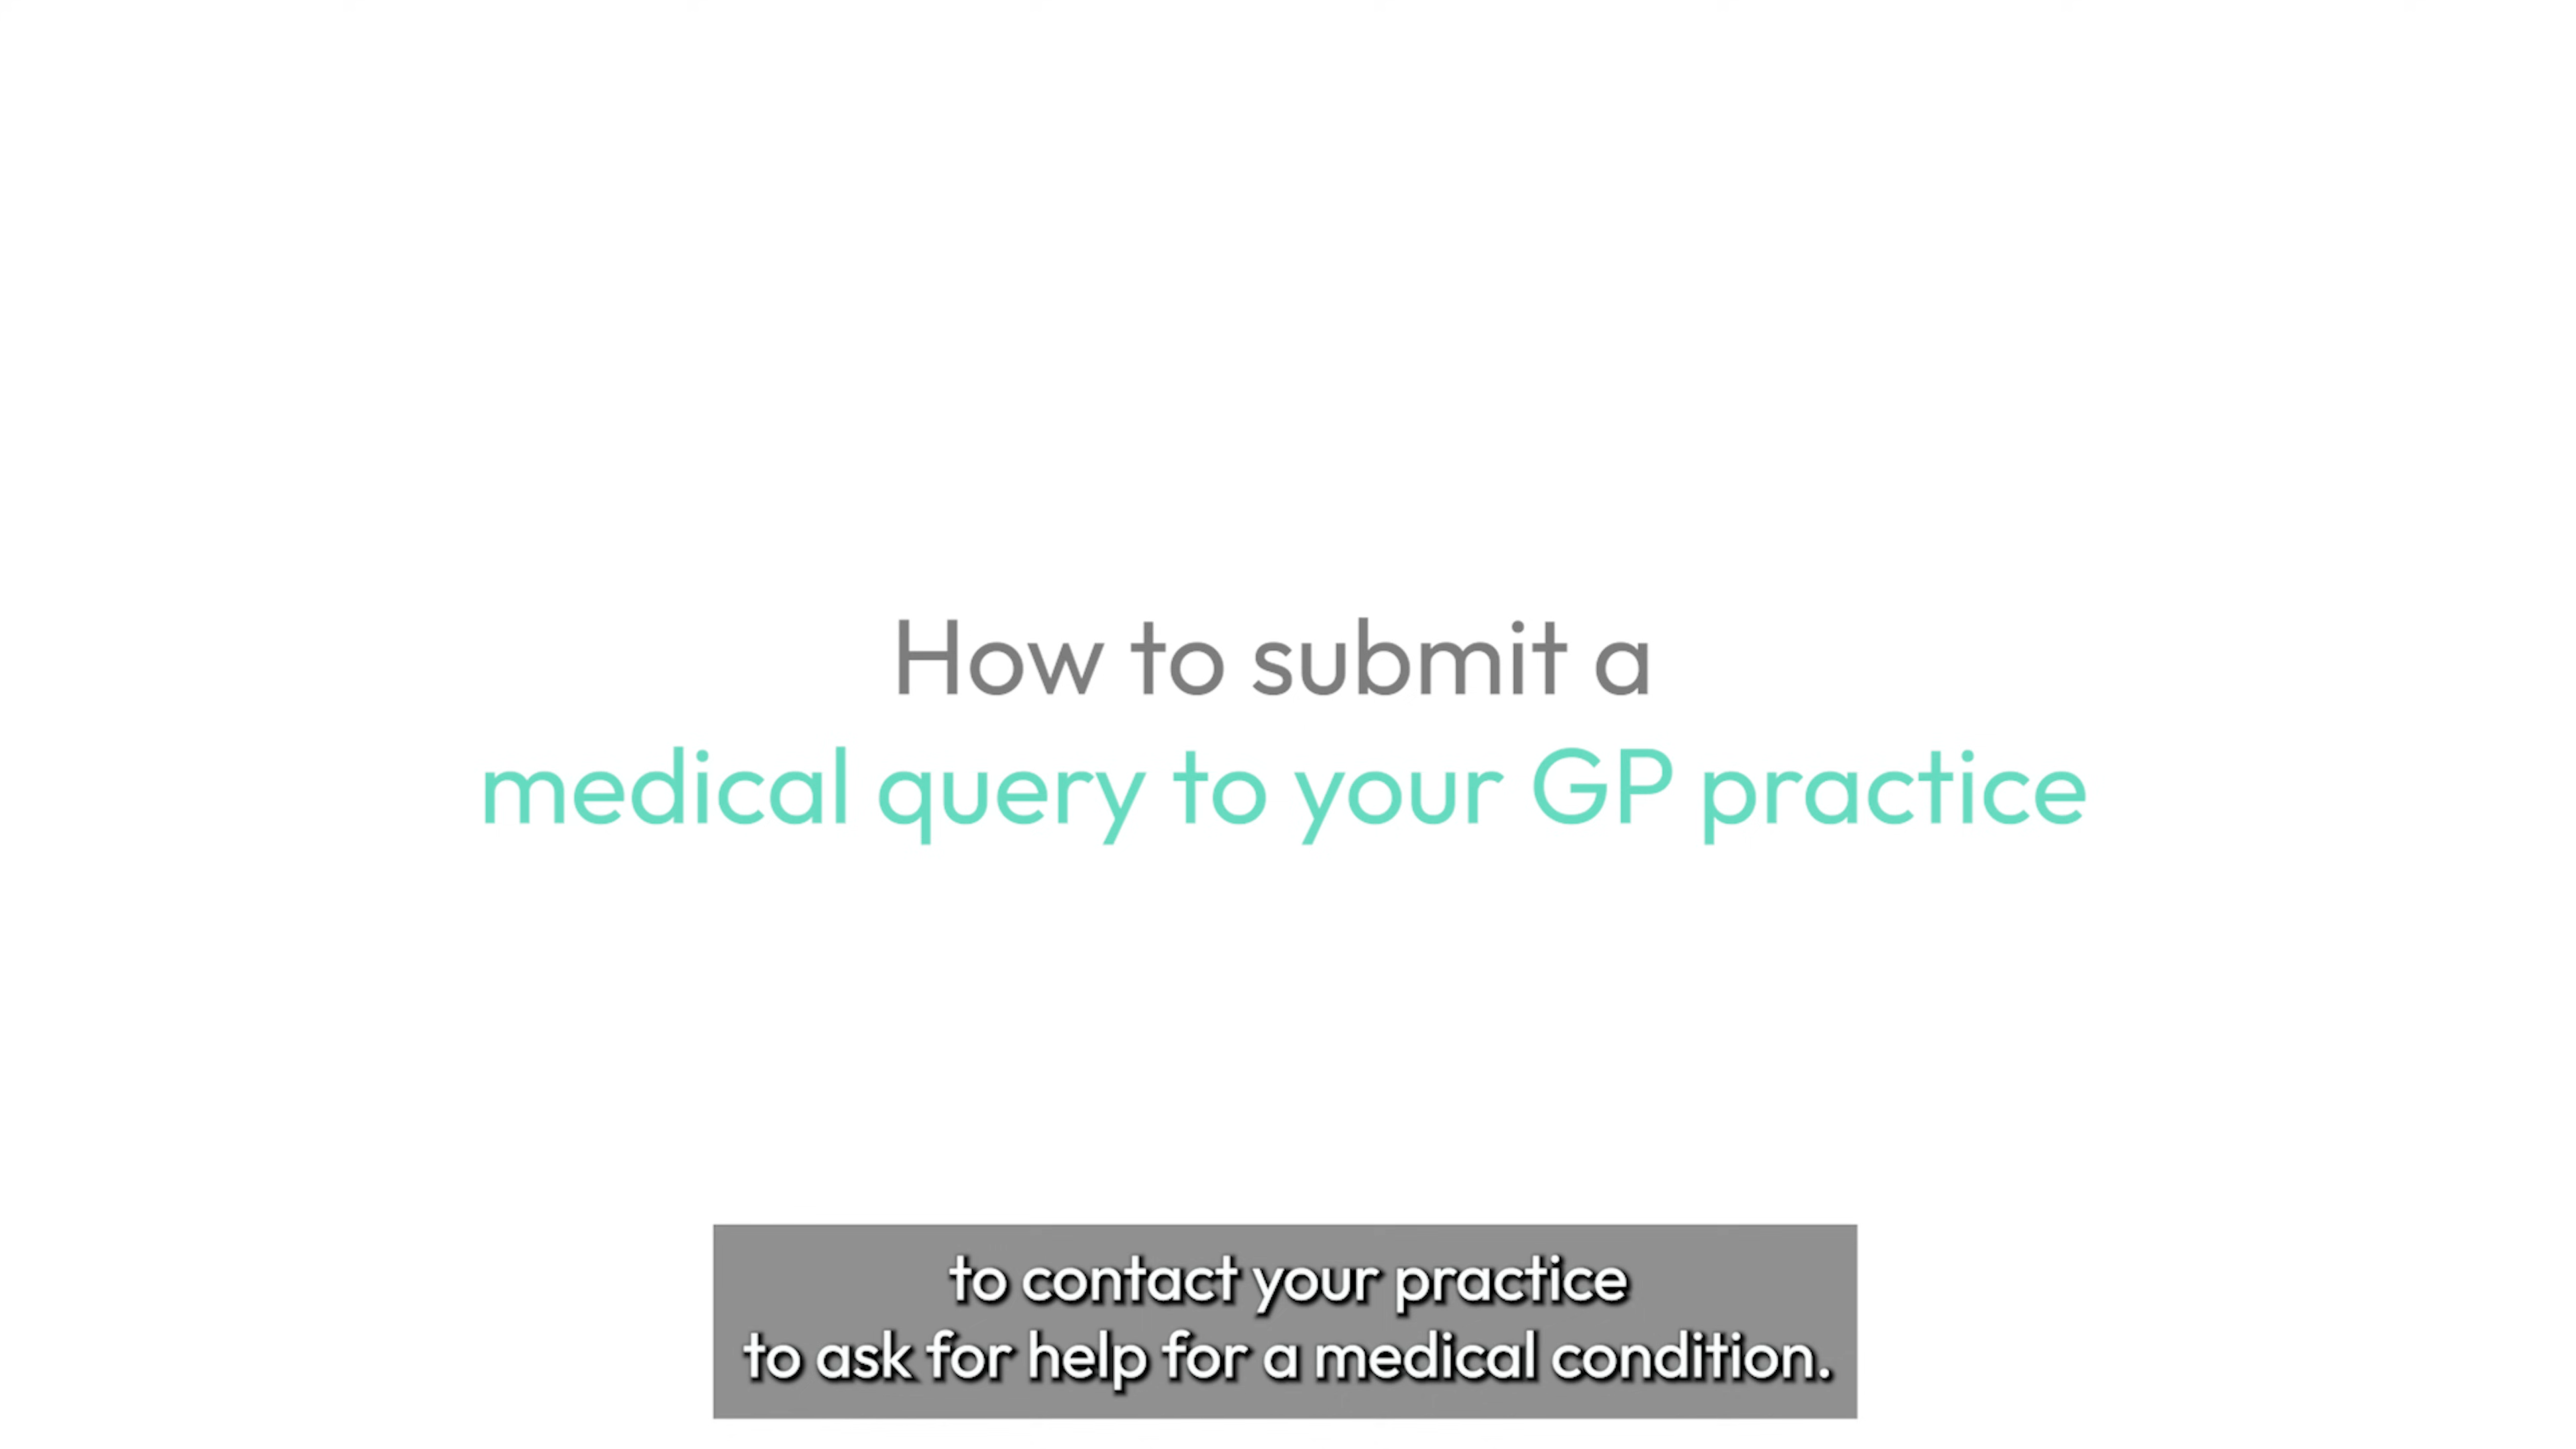 How to submit a
medical query to your GP practice
to contact your practice
to ask for help for a medical condition.